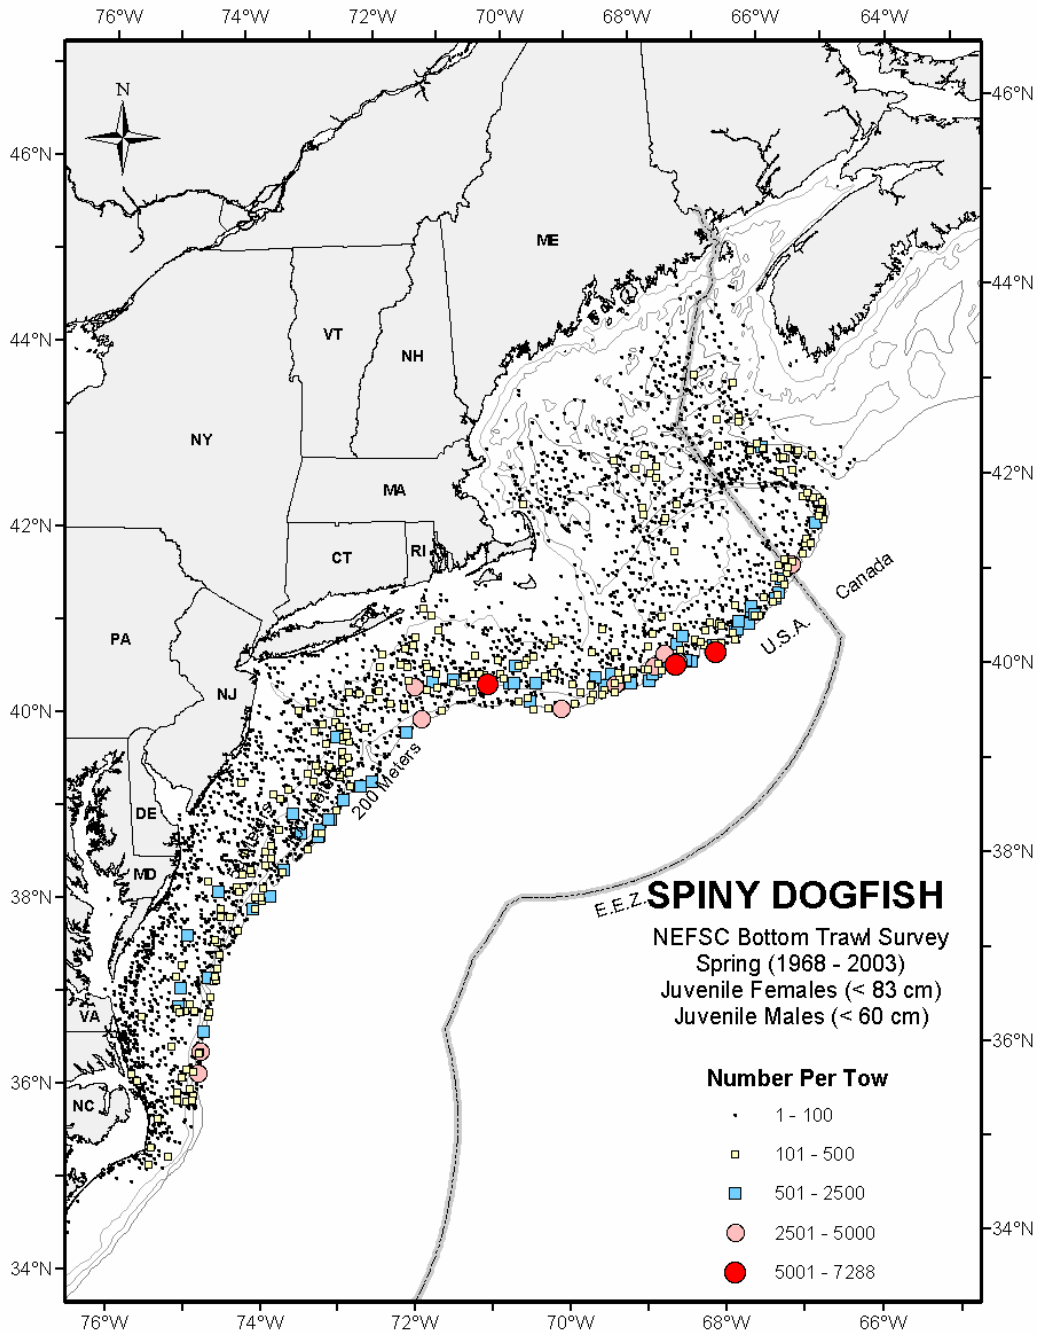 76°W 74°W 72°W 70°W 68°W 66°W 64°W
N
46°N
46°N
ME
44°N
VT
44°N
NH
NY
42°N
MA
42°N
RI
CT
Canada
PA
U.S.A.
40°N
NJ
40°N
200 Meters
DE
38°N
MD
38°N
E.E.Z.
SPINY DOGFISH
NEFSC Bottom Trawl Survey
Spring (1968 - 2003)
Juvenile Females (< 83 cm)
Juvenile Males (< 60 cm)
VA
36°N
36°N
NC
Number Per Tow
1 - 100
101 - 500
501 - 2500
2501 - 5000
5001 - 7288
34°N
34°N
76°W 74°W 72°W 70°W 68°W 66°W